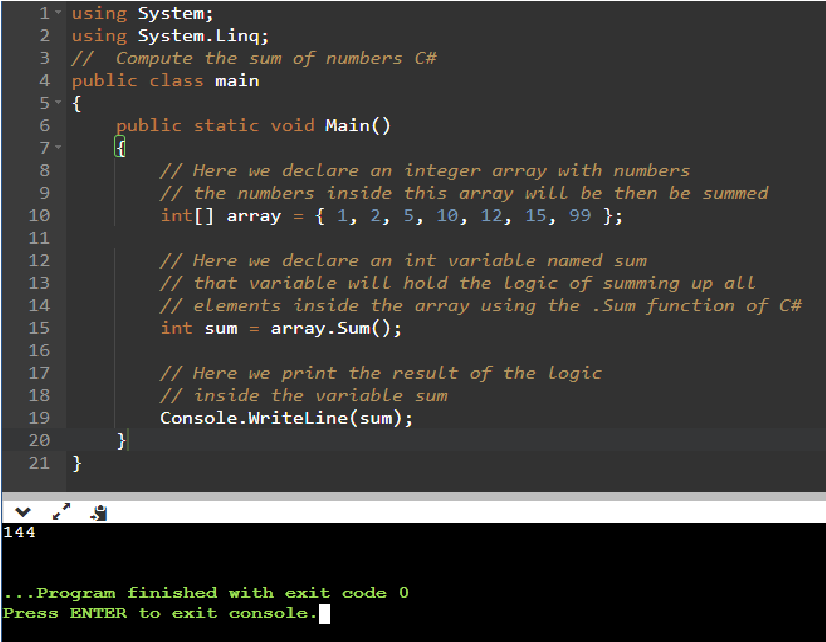 1 using System;
2 using System.Linq;
3 //  Compute the sum of numbers C#
4 public class main
5 {
6     public static void Main()
7     {
8         // Here we declare an integer array with numbers
9         // the numbers inside this array will be then be summed
10         int[] array = { 1, 2, 5, 10, 12, 15, 99 };
11
12         // Here we declare an int variable named sum
13         // that variable will hold the logic of summing up all
14         // elements inside the array using the .Sum function of C#
15         int sum = array.Sum();
16
17         // Here we print the result of the logic
18         // inside the variable sum
19         Console.WriteLine(sum);
20     }
21 }
144
...Program finished with exit code 0
Press ENTER to exit console.